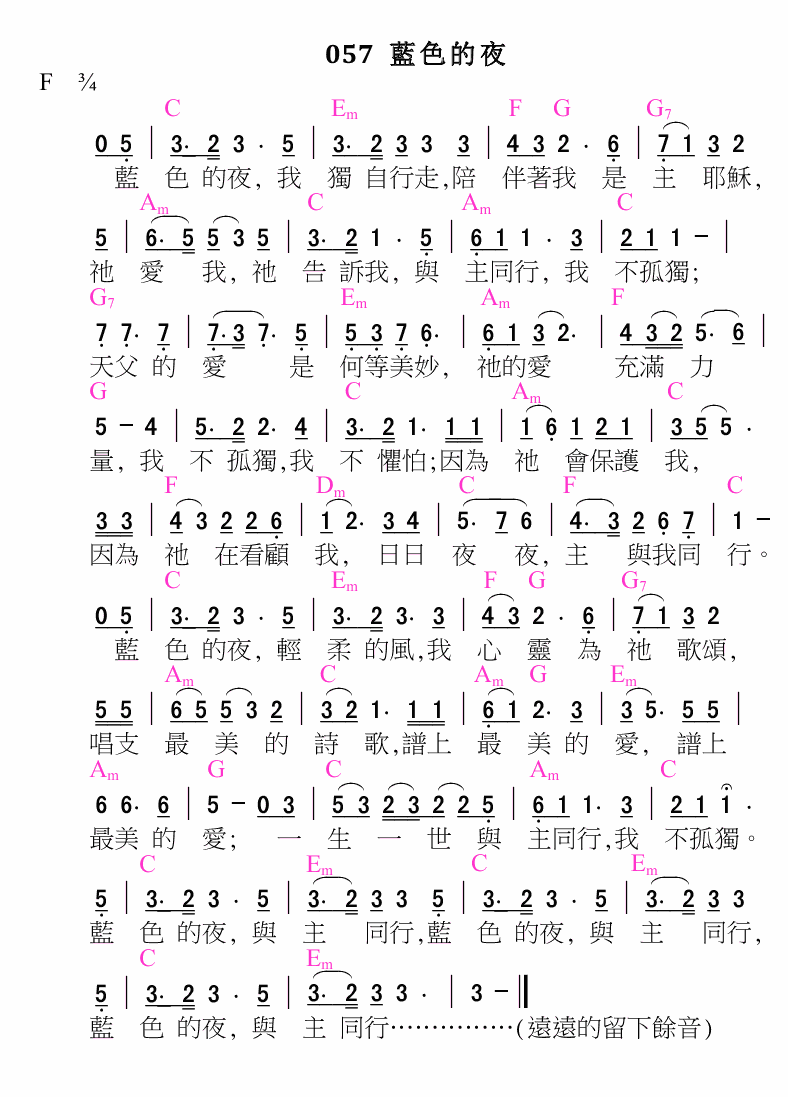 057 藍色的夜
F ¾
C Em F G G7
0 5 | 3· 2 3 · 5 | 3· 2 3 3 3 | 4 3 2 · 6 | 7 1 3 2
藍 色 的夜, 我 獨 自行走,陪 伴著我 是 主 耶穌,
Am C Am C
5 | 6· 5 5 3 5 | 3· 2 1 · 5 | 6 1 1 · 3 | 2 1 1 - |
祂 愛 我, 祂 告 訴我, 與 主同行, 我 不孤獨;
G7 Em Am F
7 7· 7 | 7·3 7· 5 | 5 3 7 6· | 6 1 3 2· | 4 3 2 5· 6 |
天父 的 愛 是 何等美妙, 祂的愛 充滿 力
G C Am C
5 - 4 | 5· 2 2· 4 | 3· 2 1· 1 1 | 1 6 1 2 1 | 3 5 5 ·
量, 我 不 孤獨,我 不 懼怕;因為 祂 會保護 我,
F Dm C F C
3 3 | 4 3 2 2 6 | 1 2· 3 4 | 5· 7 6 | 4· 3 2 6 7 | 1 -
因為 祂 在看顧 我, 日日 夜 夜, 主 與我同 行。
C Em F G G7
0 5 | 3· 2 3 · 5 | 3· 2 3· 3 | 4 3 2 · 6 | 7 1 3 2
藍 色 的夜, 輕 柔 的風,我 心 靈 為 祂 歌頌,
Am C Am G Em
5 5 | 6 5 5 3 2 | 3 2 1· 1 1 | 6 1 2· 3 | 3 5· 5 5 |
唱支 最 美 的 詩 歌,譜上 最 美 的 愛, 譜上
Am G C Am C
6 6· 6 | 5 - 0 3 | 5 3 2 3 2 2 5 | 6 1 1· 3 | 2 1 1 ·
最美 的 愛; 一 生 一 世 與 主同行,我 不孤獨。
C Em C Em
5 | 3· 2 3 · 5 | 3· 2 3 3 5 | 3· 2 3 · 5 | 3· 2 3 3
藍 色 的夜, 與 主 同行,藍 色 的夜, 與 主 同行,
C Em
5 | 3· 2 3 · 5 | 3· 2 3 3 · | 3 - ‖
藍 色 的夜, 與 主 同行……………(遠遠的留下餘音)